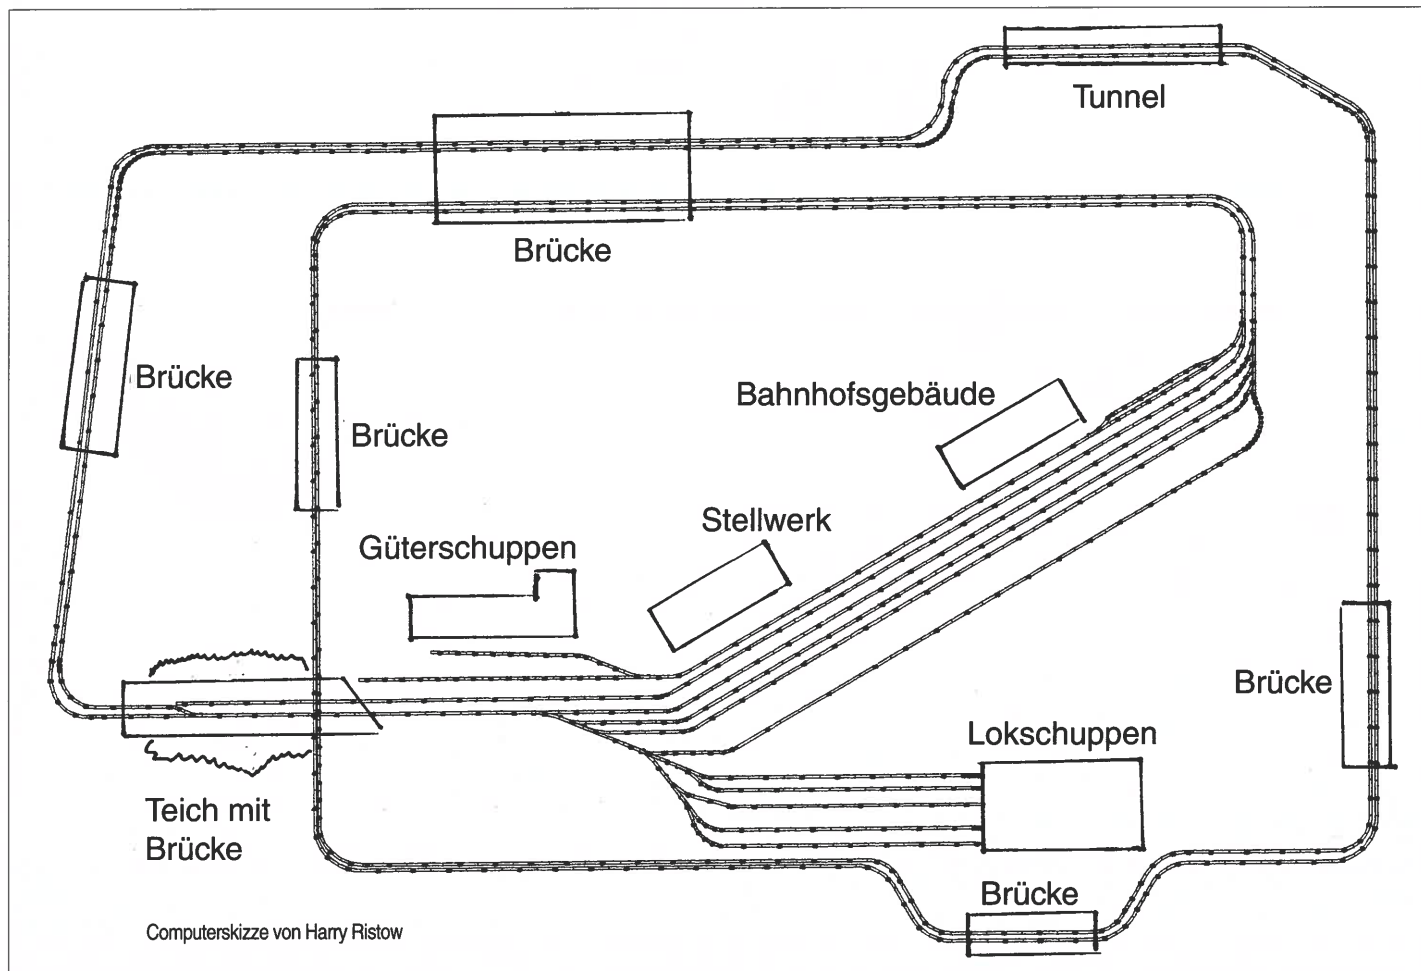 Tunnel
Brücke
Brücke
Bahnhofsgebäude
Brücke
Stellwerk
Güterschuppen
Brücke
Lokschuppen
Teich mit
Brücke
Brücke
Computerskizze von Harry Ristow